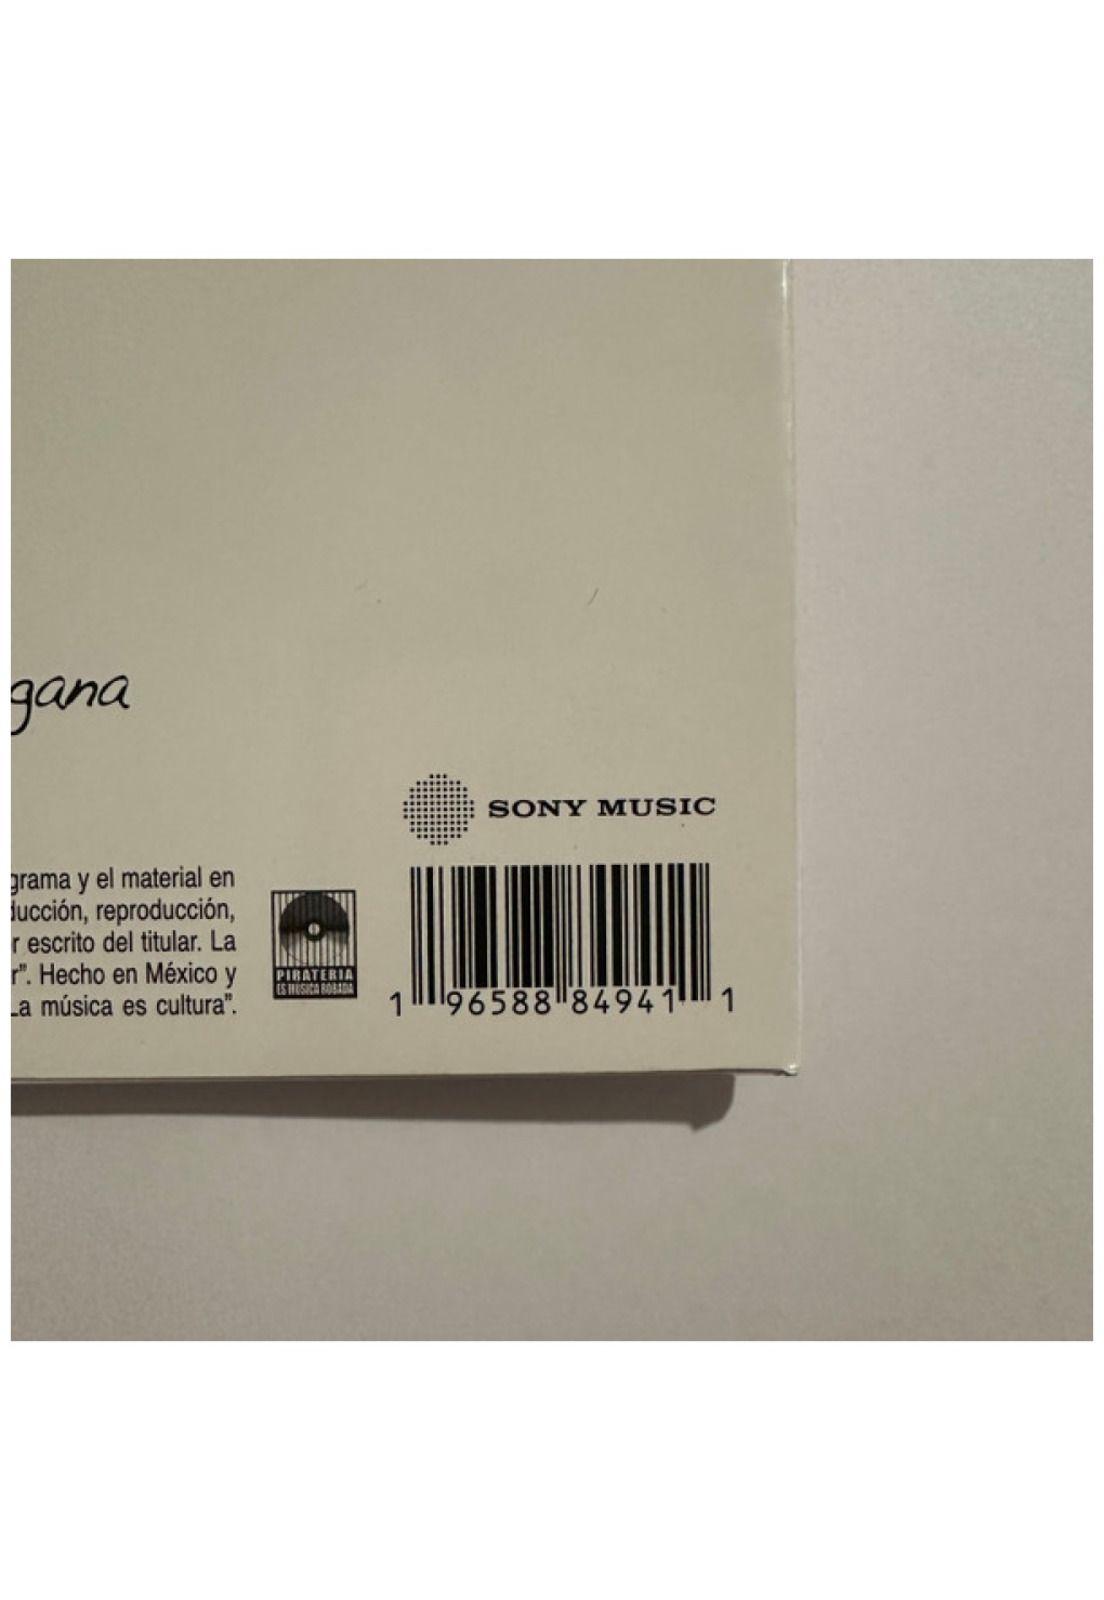 gana
SONY MUSIC
grama y el material en
ducción, reproducción,
r escrito del titular. La
r”. Hecho en México y
La música es cultura”.
PIRATERIA
ES MUSICA ROBADA
1 96588 84941 1